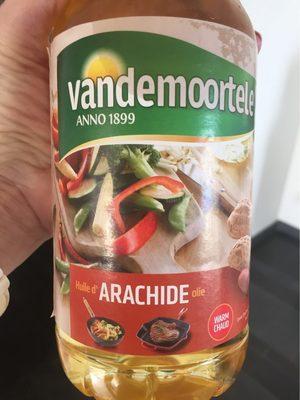 vandemoortele
ANNO 1899
Huile d' ARACHIDE olie
WARM
CHAUD